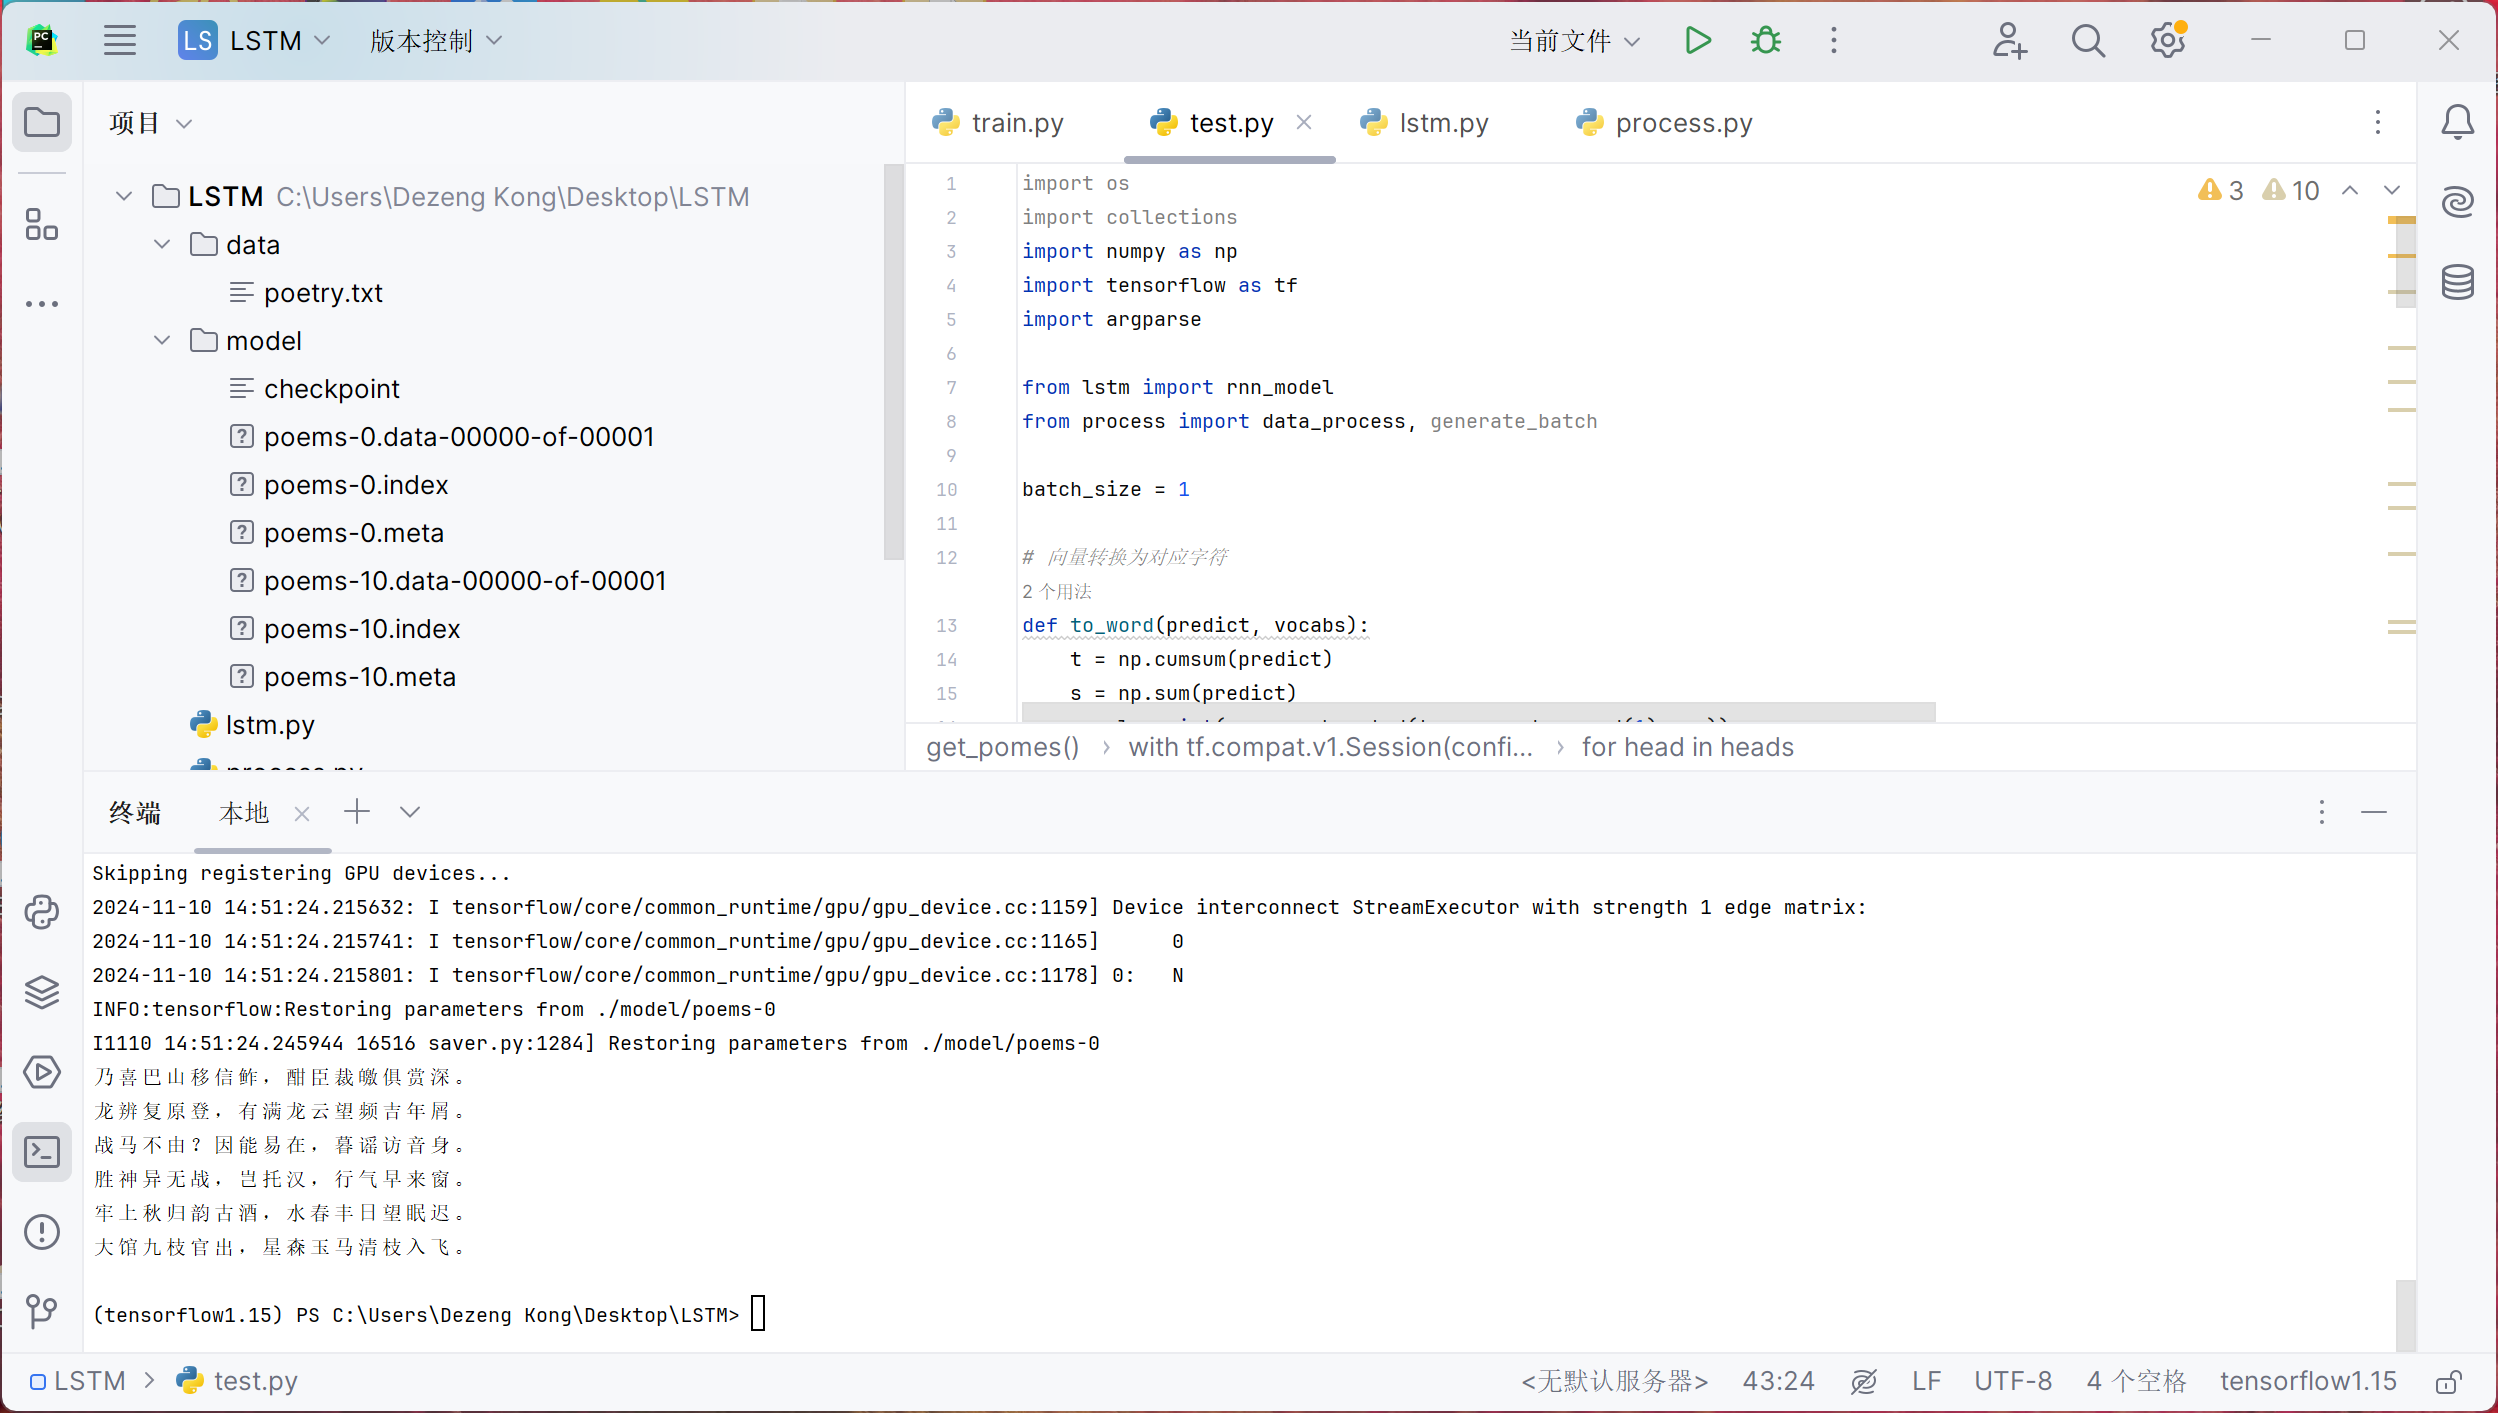 PC
LS LSTM 版本控制 当前文件
项目
train.py test.py lstm.py process.py
LSTM C:\Users\Dezeng Kong\Desktop\LSTM
data
poetry.txt
model
checkpoint
poems-0.data-00000-of-00001
poems-0.index
poems-0.meta
poems-10.data-00000-of-00001
poems-10.index
poems-10.meta
lstm.py
process.py
3 10
1 import os
2 import collections
3 import numpy as np
4 import tensorflow as tf
5 import argparse
6
7 from lstm import rnn_model
8 from process import data_process, generate_batch
9
10 batch_size = 1
11
12 # 向量转换为对应字符
2 个用法
13 def to_word(predict, vocabs):
14 t = np.cumsum(predict)
15 s = np.sum(predict)
get_pomes() › with tf.compat.v1.Session(confi... › for head in heads
终端 本地
Skipping registering GPU devices...
2024-11-10 14:51:24.215632: I tensorflow/core/common_runtime/gpu/gpu_device.cc:1159] Device interconnect StreamExecutor with strength 1 edge matrix:
2024-11-10 14:51:24.215741: I tensorflow/core/common_runtime/gpu/gpu_device.cc:1165]      0
2024-11-10 14:51:24.215801: I tensorflow/core/common_runtime/gpu/gpu_device.cc:1178] 0:   N
INFO:tensorflow:Restoring parameters from ./model/poems-0
I1110 14:51:24.245944 16516 saver.py:1284] Restoring parameters from ./model/poems-0
乃喜巴山移信鲊，酣臣裁皦俱赏深。
龙辨复原登，有满龙云望频吉年屑。
战马不由？因能易在，暮谣访音身。
胜神异无战，岂托汉，行气早来窗。
牢上秋归韵古酒，水春丰日望眠迟。
大馆九枝官出，星森玉马清枝入飞。
(tensorflow1.15) PS C:\Users\Dezeng Kong\Desktop\LSTM>
LSTM > test.py <无默认服务器> 43:24 LF UTF-8 4 个空格 tensorflow1.15